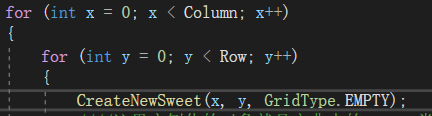 for (int x = 0; x < Column; x++)
{
for (int y = 0; y < Row; y++)
{
CreateNewSweet(x, y, GridType.EMPTY);